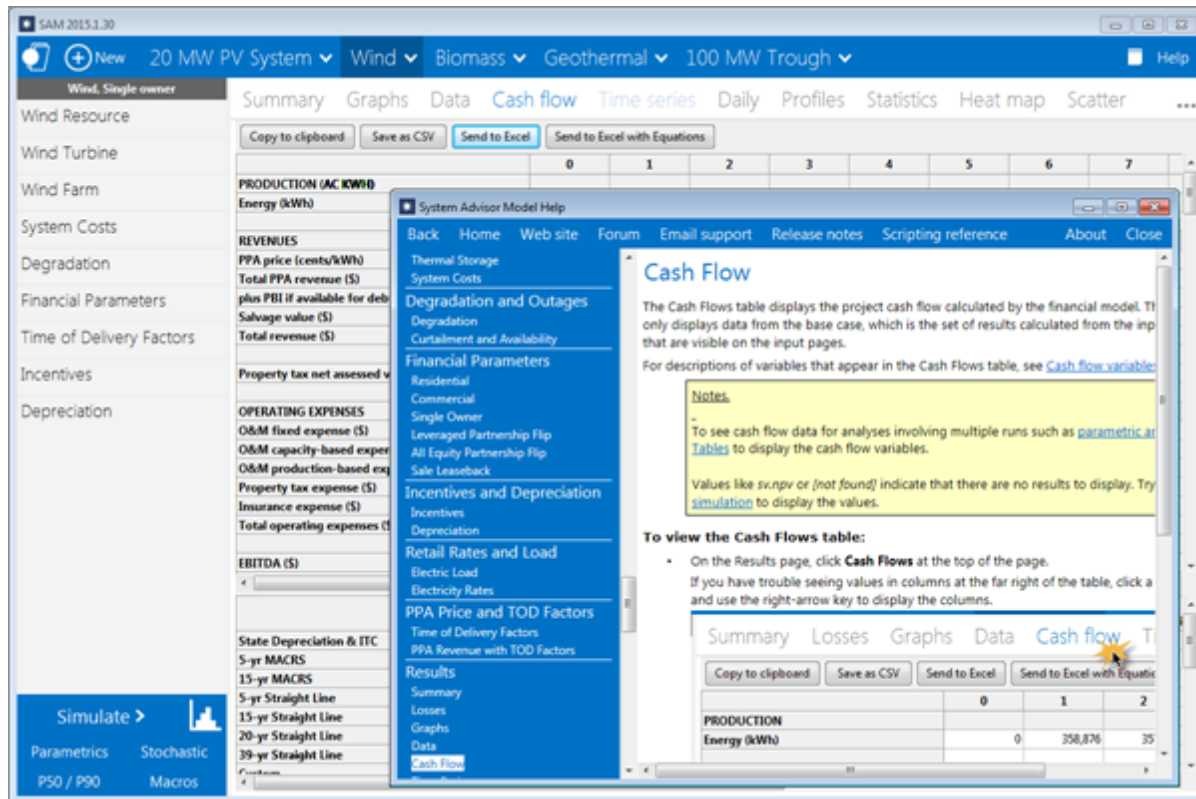 SAM 2015.1.30
New 20 MW PV System Wind Biomass Geothermal 100 MW Trough Help
Wind, Single owner
Wind Resource
Wind Turbine
Wind Farm
System Costs
Degradation
Financial Parameters
Time of Delivery Factors
Incentives
Depreciation
Simulate >
Parametrics Stochastic
P50 / P90 Macros
Summary Graphs Data Cash flow Time series Daily Profiles Statistics Heat map Scatter ...
Copy to clipboard Save as CSV Send to Excel Send to Excel with Equations
0 1 2 3 4 5 6 7
PRODUCTION (AC KWH)
Energy (kWh)
REVENUES
PPA price (cents/kWh)
Total PPA revenue ($)
plus PBI if available for deb
Salvage value ($)
Total revenue ($)
Property tax net assessed v
OPERATING EXPENSES
O&M fixed expense ($)
O&M capacity-based exper
O&M production-based exp
Property tax expense ($)
Insurance expense ($)
Total operating expenses ($
EBITDA ($)
State Depreciation & ITC
5-yr MACRS
15-yr MACRS
5-yr Straight Line
15-yr Straight Line
20-yr Straight Line
39-yr Straight Line
System Advisor Model Help
Back Home Web site Forum Email support Release notes Scripting reference About Close
Thermal Storage
System Costs
Degradation and Outages
Degradation
Curtailment and Availability
Financial Parameters
Residential
Commercial
Single Owner
Leveraged Partnership Flip
All Equity Partnership Flip
Sale Leaseback
Incentives and Depreciation
Incentives
Depreciation
Retail Rates and Load
Electric Load
Electricity Rates
PPA Price and TOD Factors
Time of Delivery Factors
PPA Revenue with TOD Factors
Results
Summary
Losses
Graphs
Data
Cash Flow
Cash Flow
The Cash Flows table displays the project cash flow calculated by the financial model. Th
only displays data from the base case, which is the set of results calculated from the inp
that are visible on the input pages.
For descriptions of variables that appear in the Cash Flows table, see Cash flow variable
Notes.
To see cash flow data for analyses involving multiple runs such as parametric an
Tables to display the cash flow variables.
Values like sv.npv or [not found] indicate that there are no results to display. Try
simulation to display the values.
To view the Cash Flows table:
• On the Results page, click Cash Flows at the top of the page.
If you have trouble seeing values in columns at the far right of the table, click a
and use the right-arrow key to display the columns.
Summary Losses Graphs Data Cash flow Ti
Copy to clipboard Save as CSV Send to Excel Send to Excel with Equatic
0 1 2
PRODUCTION
Energy (kWh) 0 358,876 35